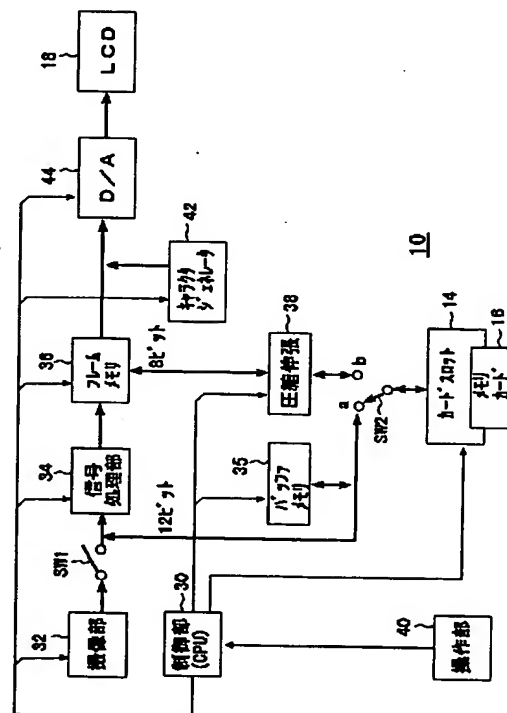 32
撮像部
SW1
34
信号
処理部
36
フレーム
メモリ
44
D/A
18
LCD
12ビット
8ビット
42
キャラクタ
ジェネレータ
30
制御部
(CPU)
35
バッファ
メモリ
38
圧縮伸張
a
b
SW2
10
40
操作部
14
カードスロット
16
メモリ
カード